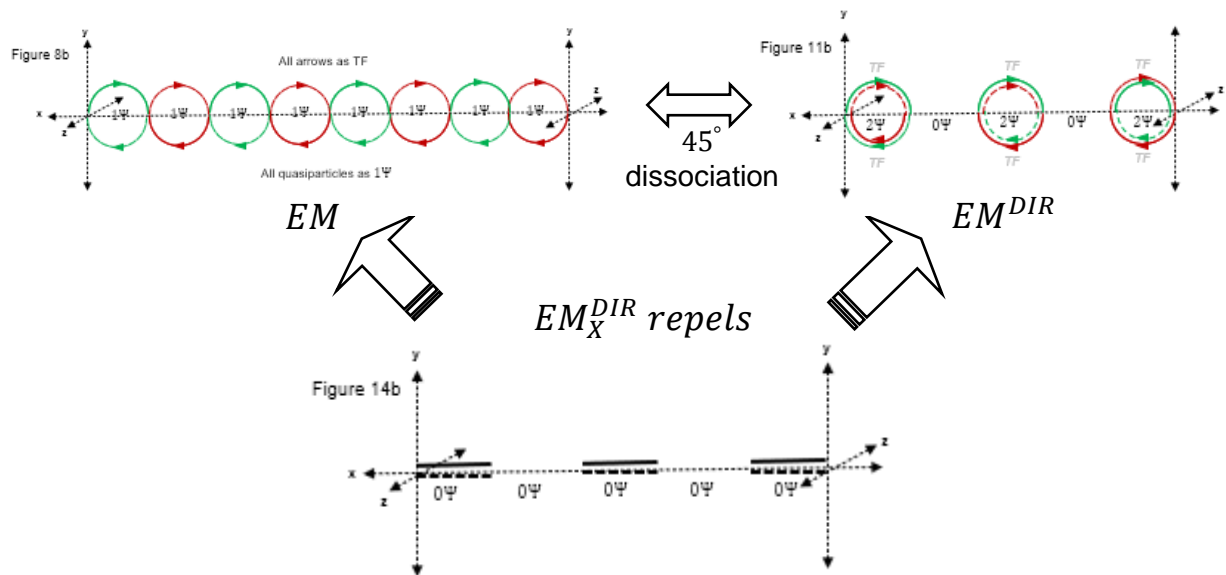 y
Figure 8b
All arrows as TF
1Ψ 1Ψ 1Ψ 1Ψ 1Ψ 1Ψ 1Ψ 1Ψ
x
z
z
All quasiparticles as 1Ψ
EM
45°
dissociation
y
Figure 11b
TF TF TF
z
x
2Ψ 0Ψ 2Ψ 0Ψ 2Ψ
z
TF TF TF
EM^DIR
EM_X^DIR repels
y
y
Figure 14b
z
x
z
0Ψ 0Ψ 0Ψ 0Ψ 0Ψ